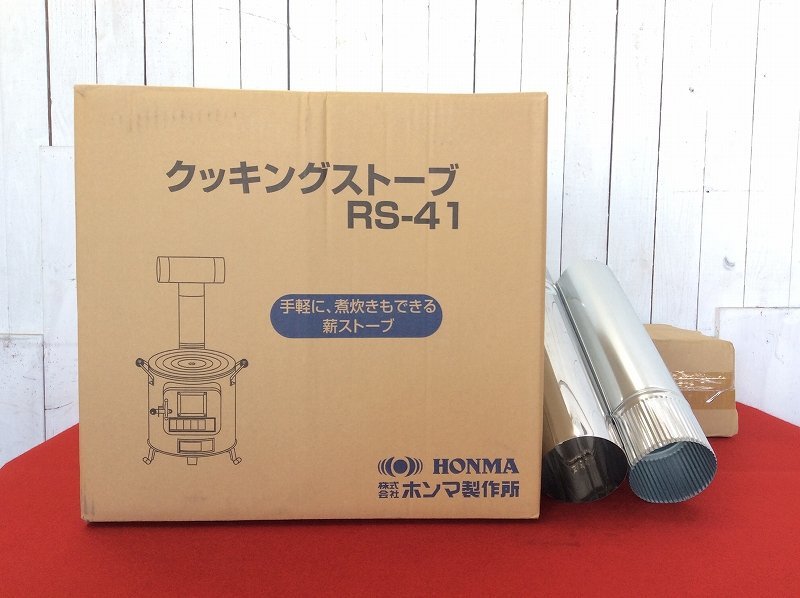 クッキングストーブ
RS-41
手軽に、煮炊きもできる
薪ストーブ
HONMA
株式会社ホンマ製作所